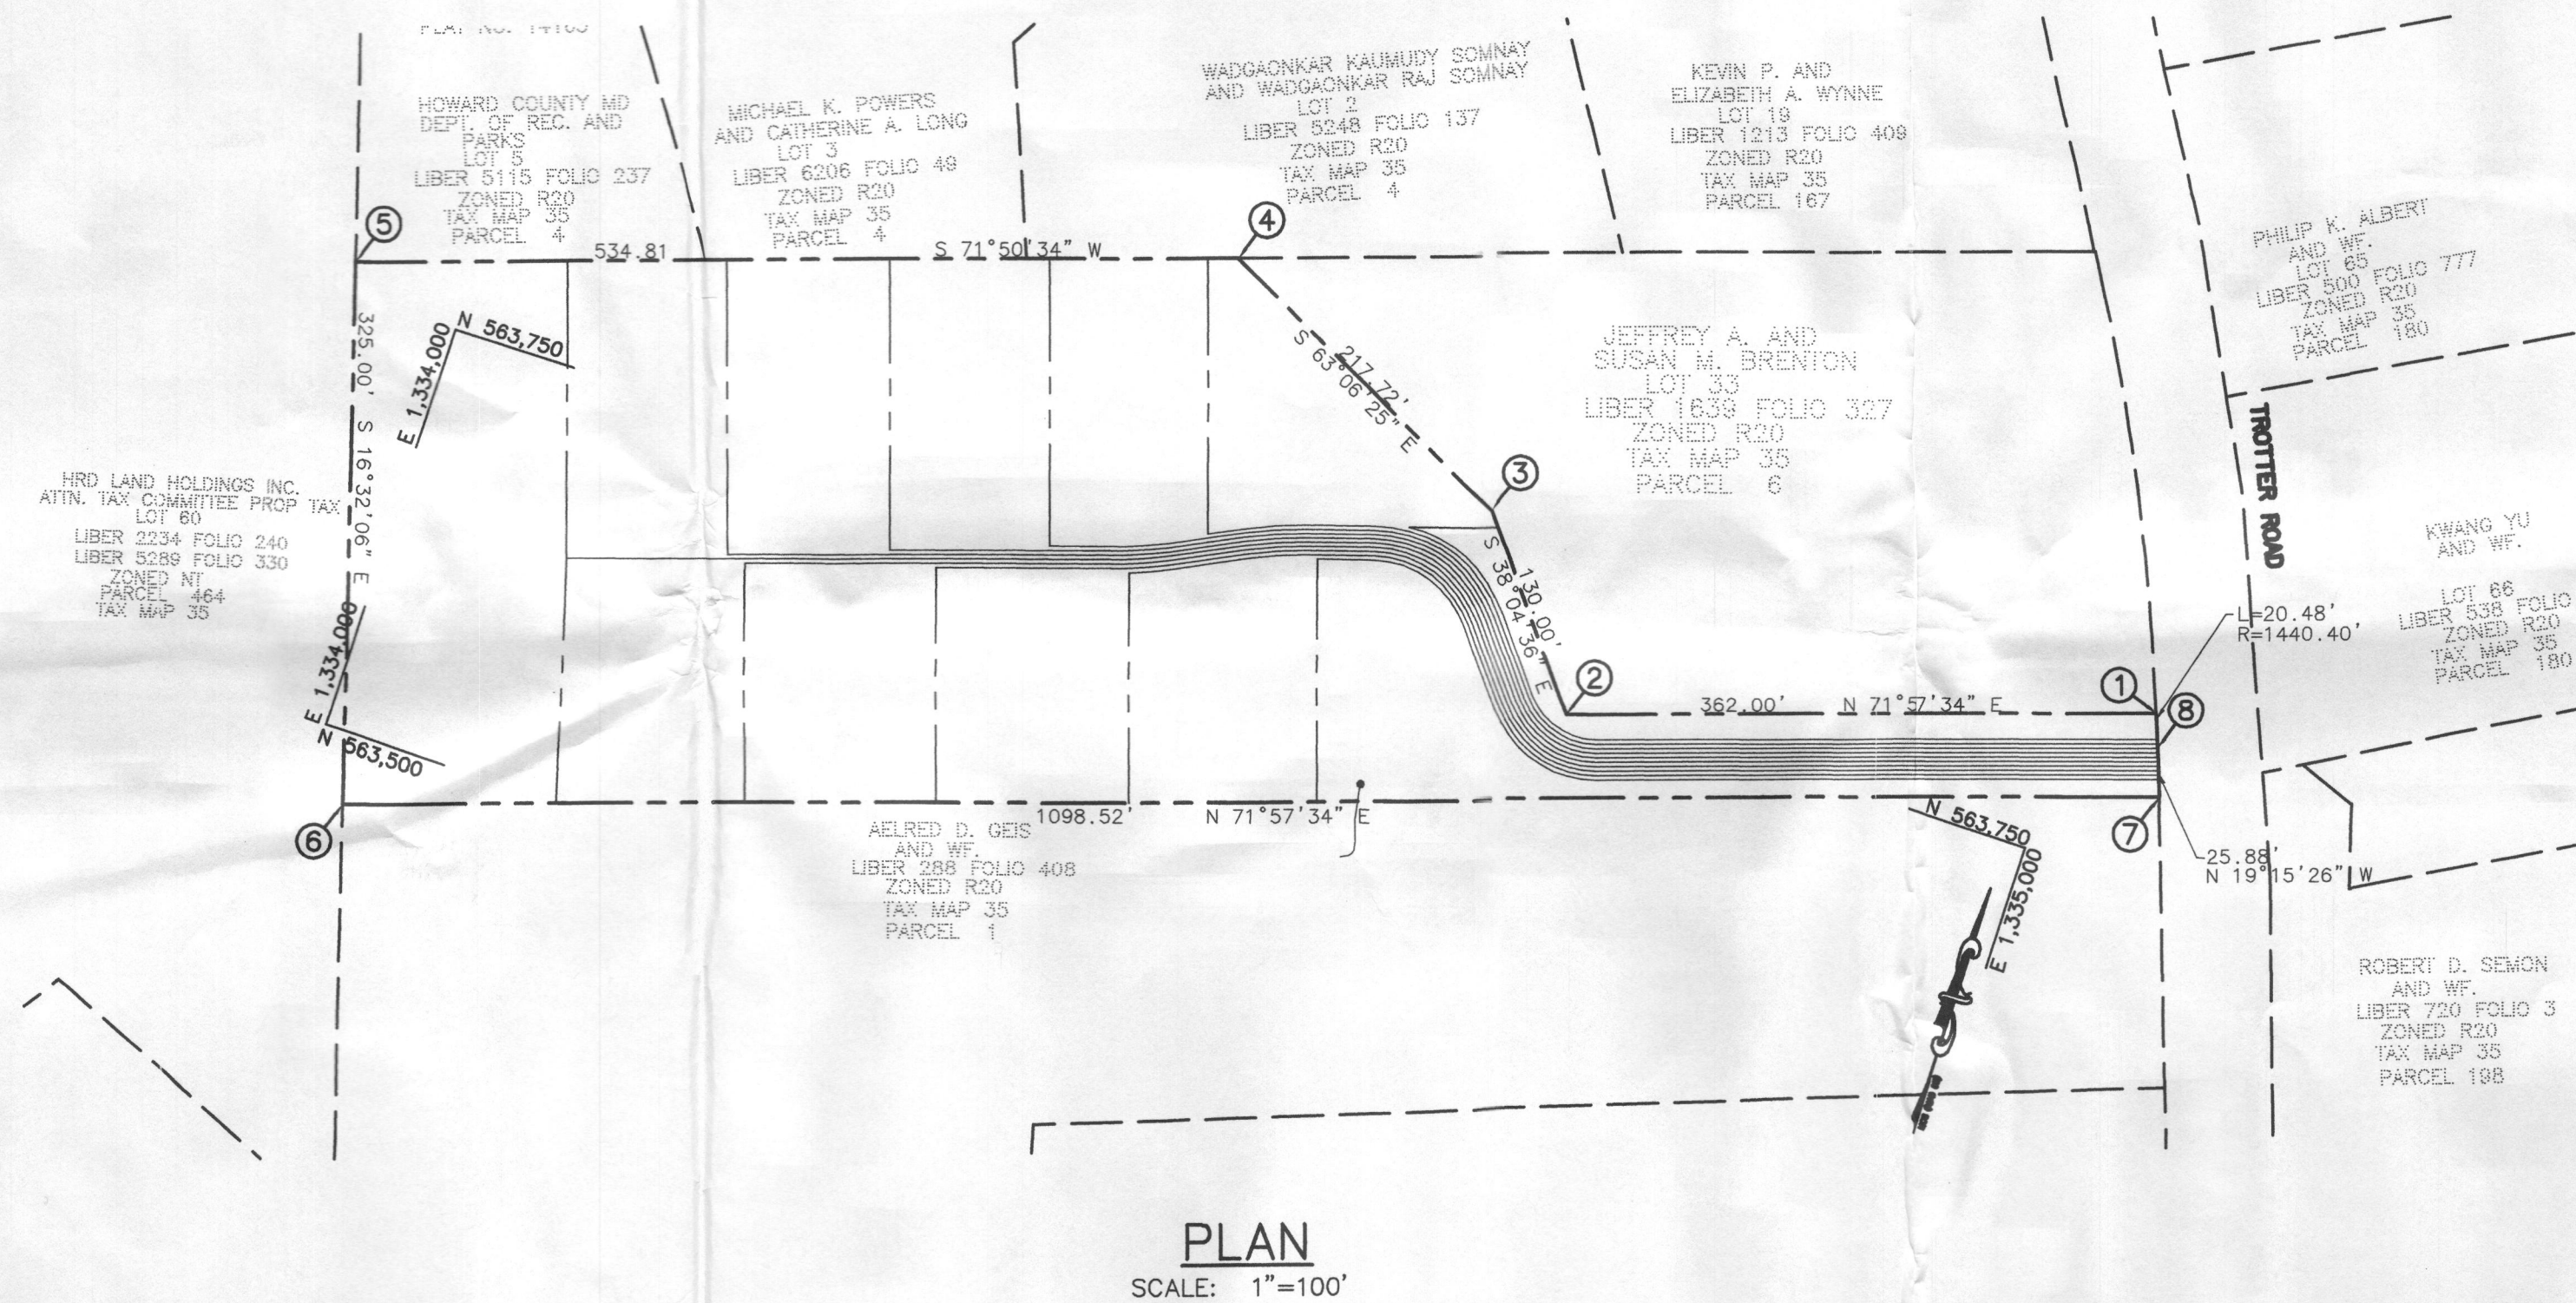 PLAT NO. 14105
HOWARD COUNTY MD
DEPT. OF REC. AND
PARKS
LOT 5
LIBER 5115 FOLIO 237
ZONED R20
TAX MAP 35
PARCEL 4
MICHAEL K. POWERS
AND CATHERINE A. LONG
LOT 3
LIBER 6206 FOLIO 49
ZONED R20
TAX MAP 35
PARCEL 4
WADGAONKAR KAUMUDY SOMNAY
AND WADGAONKAR RAJ SOMNAY
LOT 2
LIBER 5248 FOLIO 137
ZONED R20
TAX MAP 35
PARCEL 4
KEVIN P. AND
ELIZABETH A. WYNNE
LOT 19
LIBER 1213 FOLIO 409
ZONED R20
TAX MAP 35
PARCEL 167
PHILIP K. ALBERT
AND WF.
LOT 65
LIBER 500 FOLIO 777
ZONED R20
TAX MAP 35
PARCEL 180
5
534.81
S 71°50'34" W
4
325.00' S 16°32'06" E
N 563,750
E 1,334,000
217.72'
S 63°06'25" E
JEFFREY A. AND
SUSAN M. BRENTON
LOT 33
LIBER 1639 FOLIO 327
ZONED R20
TAX MAP 35
PARCEL 6
TROTTER ROAD
HRD LAND HOLDINGS INC.
ATTN. TAX COMMITTEE PROP TAX
LOT 60
LIBER 2234 FOLIO 240
LIBER 5289 FOLIO 330
ZONED NT
PARCEL 464
TAX MAP 35
3
130.00'
S 38°04'36" E
KWANG YU
AND WF.
LOT 66
LIBER 538 FOLIO
ZONED R20
TAX MAP 35
PARCEL 180
L=20.48'
R=1440.40'
E 1,334,000
N 563,500
2
362.00' N 71°57'34" E
1
8
6
1098.52' N 71°57'34" E
7
25.88'
N 19°15'26" W
AELRED D. GEIS
AND WF.
LIBER 288 FOLIO 408
ZONED R20
TAX MAP 35
PARCEL 1
N 563,750
E 1,335,000
ROBERT D. SEMON
AND WF.
LIBER 720 FOLIO 3
ZONED R20
TAX MAP 35
PARCEL 198
PLAN
SCALE: 1"=100'